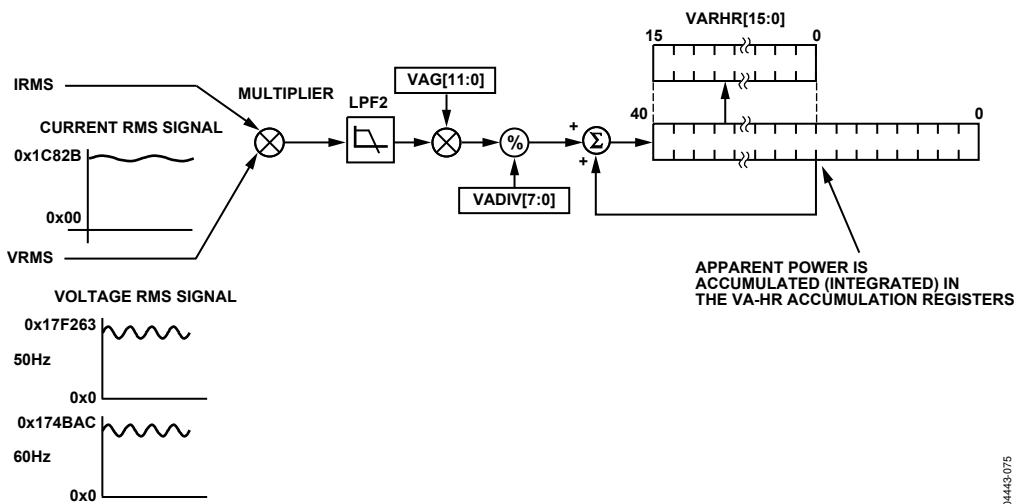 VARHR[15:0]
15
0
IRMS
VAG[11:0]
MULTIPLIER
LPF2
CURRENT RMS SIGNAL
40
0
0x1C82B
+
%
Σ
+
VADIV[7:0]
0x00
VRMS
APPARENT POWER IS
ACCUMULATED (INTEGRATED) IN
THE VA-HR ACCUMULATION REGISTERS
VOLTAGE RMS SIGNAL
0x17F263
50Hz
0x0
0x174BAC
60Hz
0x0
04443-075